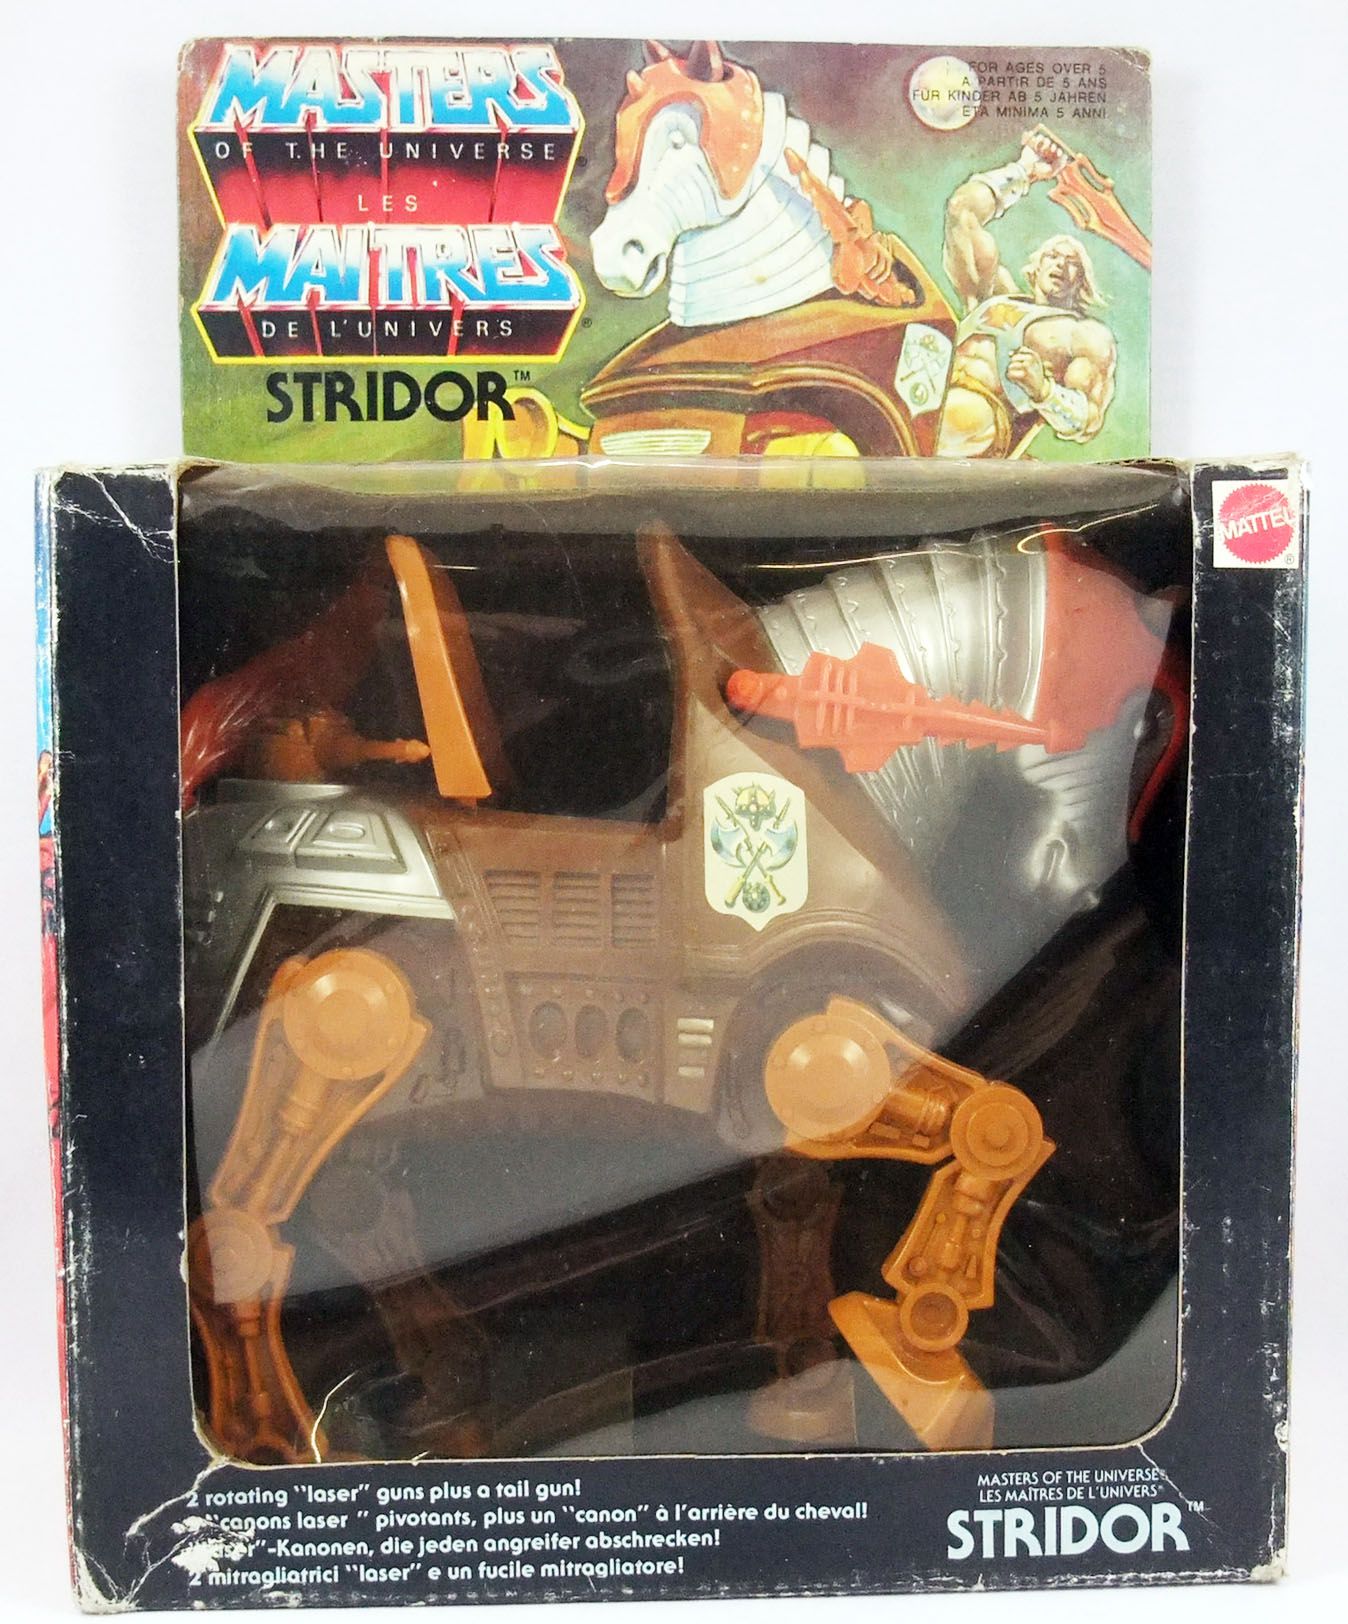 MASTERS
OF THE UNIVERSE
LES
MAITRES
DE L'UNIVERS
®
STRIDOR™
FOR AGES OVER 5
A PARTIR DE 5 ANS
FÜR KINDER AB 5 JAHREN
ETA MINIMA 5 ANNI
MATTEL
®
2 rotating "laser" guns plus a tail gun!
"canons laser " pivotants, plus un "canon" à l'arrière du cheval!
"-Kanonen, die jeden angreifer abschrecken!
2 mitragliatrici "laser" e un fucile mitragliatore!
MASTERS OF THE UNIVERSE
LES MAÎTRES DE L'UNIVERS
STRIDOR™